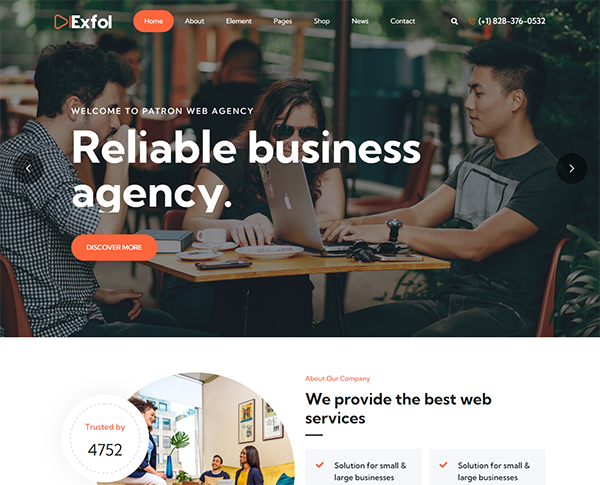 Exfol
Home About Element Pages Shop News Contact (+1) 828-376-0532
WELCOME TO PATRON WEB AGENCY
Reliable business
agency.
DISCOVER MORE
About Our Company
We provide the best web
services
Trusted by
4752
Solution for small &
large businesses
Solution for small &
large businesses